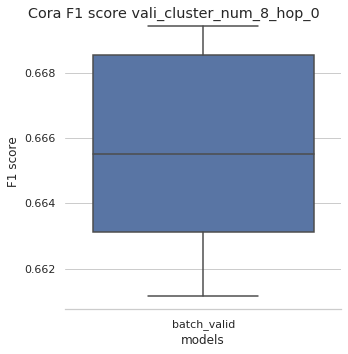 Cora F1 score vali_cluster_num_8_hop_0
0.668
0.666
0.664
0.662
F1 score
batch_valid
models